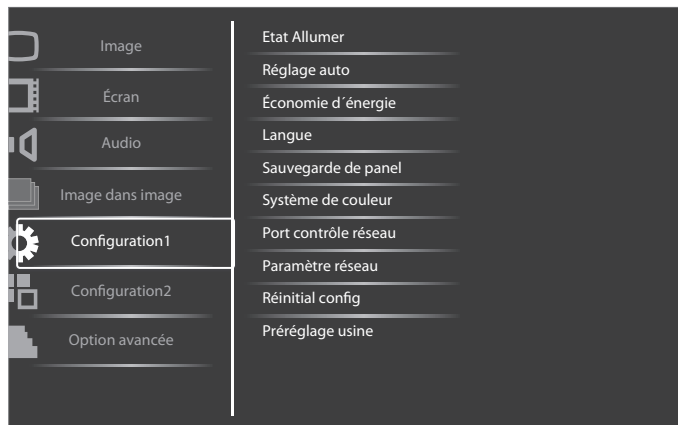 Image
Écran
Audio
Image dans image
Configuration1
Configuration2
Option avancée
Etat Allumer
Réglage auto
Économie d´énergie
Langue
Sauvegarde de panel
Système de couleur
Port contrôle réseau
Paramètre réseau
Réinitial config
Préréglage usine